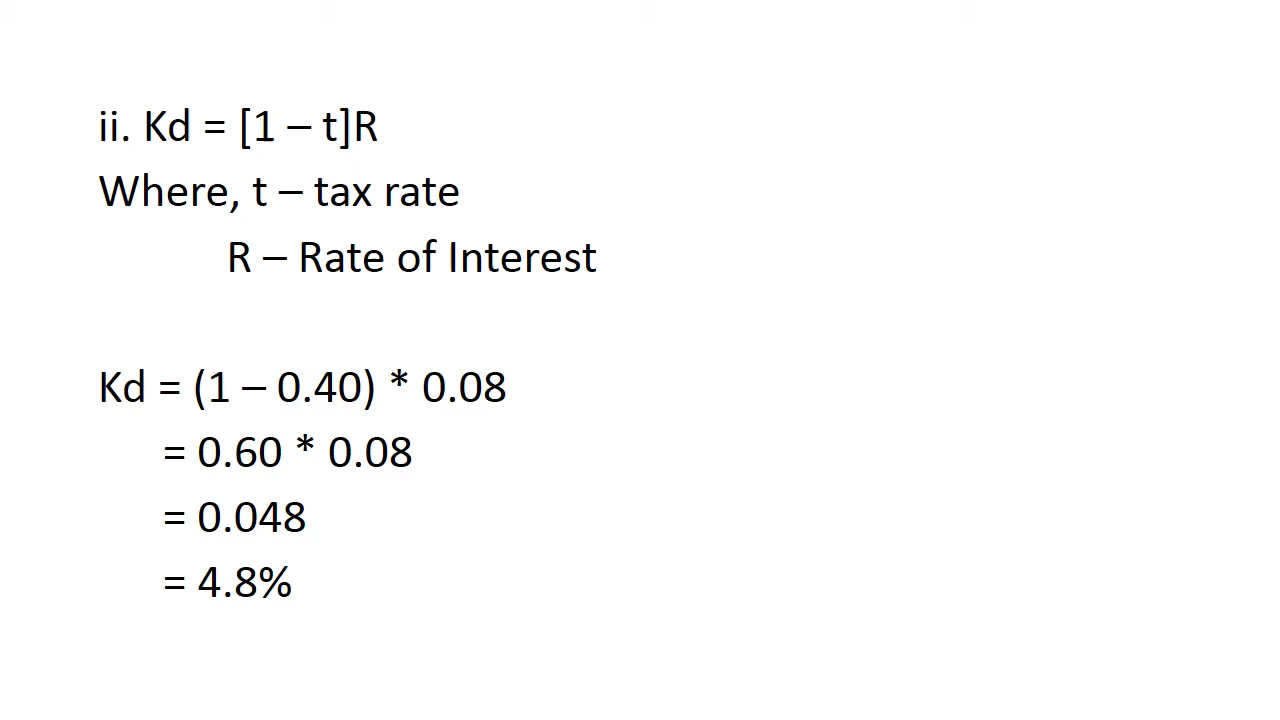 ii. Kd = [1 – t]R
Where, t – tax rate
R – Rate of Interest
Kd = (1 – 0.40) * 0.08
= 0.60 * 0.08
= 0.048
= 4.8%